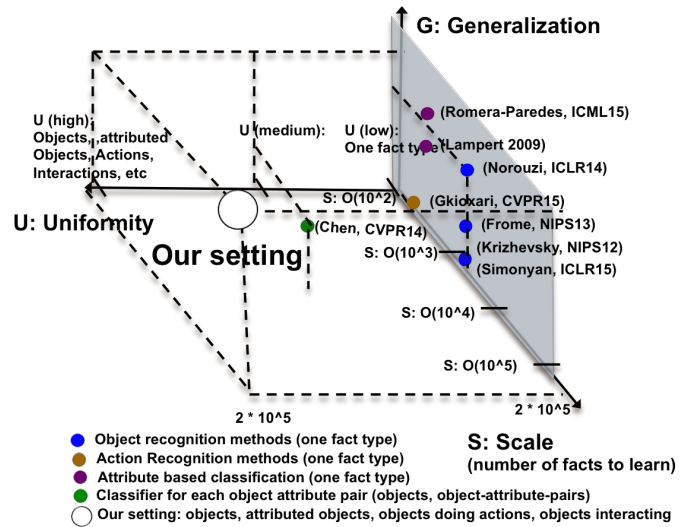 G: Generalization
U (high):
Objects, ,attributed
Objects, Actions,
Interactions, etc
U (medium):
U (low):
One fact type
(Romera-Paredes, ICML15)
(Lampert 2009)
(Norouzi, ICLR14)
S: O(10^2)
(Gkioxari, CVPR15)
U: Uniformity
(Chen, CVPR14)
(Frome, NIPS13)
Our setting
S: O(10^3)
(Krizhevsky, NIPS12)
(Simonyan, ICLR15)
S: O(10^4)
S: O(10^5)
2 * 10^5
2 * 10^5
S: Scale
(number of facts to learn)
Object recognition methods (one fact type)
Action Recognition methods (one fact type)
Attribute based classification (one fact type)
Classifier for each object attribute pair (objects, object-attribute-pairs)
Our setting: objects, attributed objects, objects doing actions, objects interacting